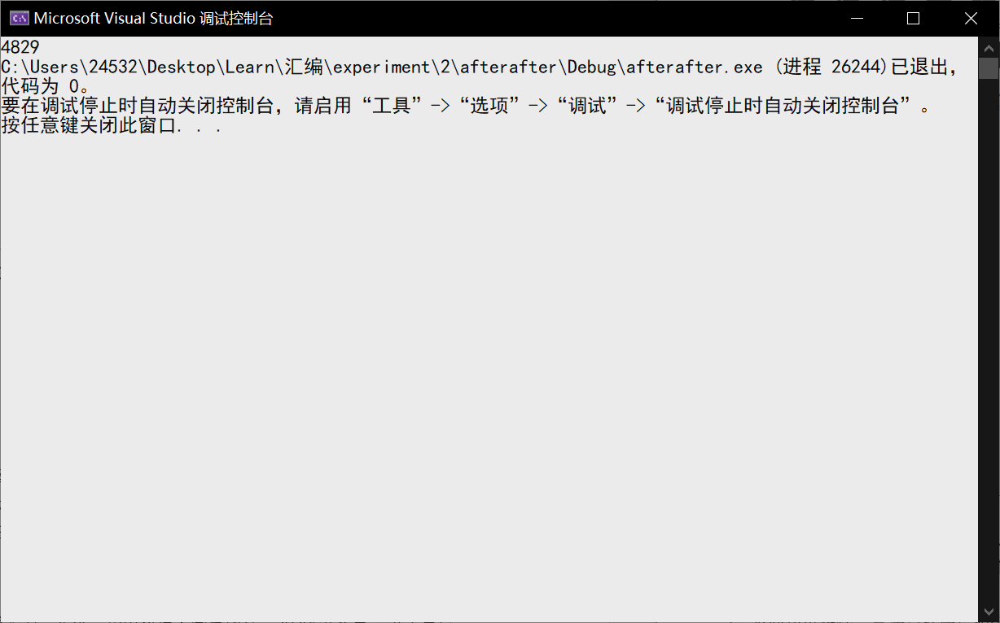 Microsoft Visual Studio 调试控制台
4829
C:\Users\24532\Desktop\Learn\汇编\experiment\2\afterafter\Debug\afterafter.exe (进程 26244)已退出，
代码为 0。
要在调试停止时自动关闭控制台，请启用“工具”->“选项”->“调试”->“调试停止时自动关闭控制台”。
按任意键关闭此窗口. . .